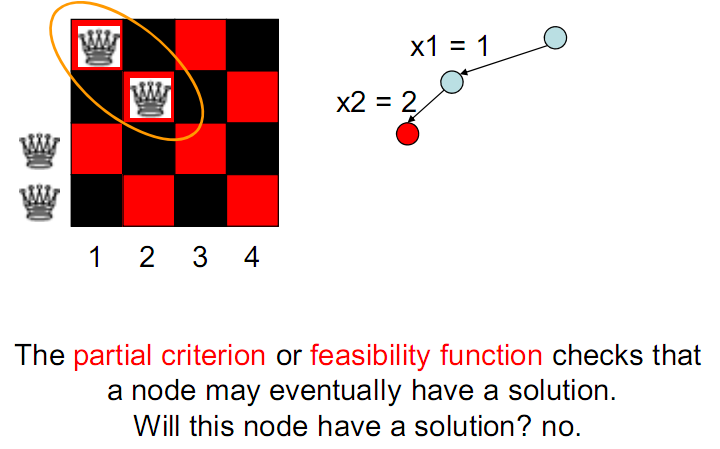 x1 = 1
x2 = 2
1 2 3 4
The partial criterion or feasibility function checks that
a node may eventually have a solution.
Will this node have a solution? no.